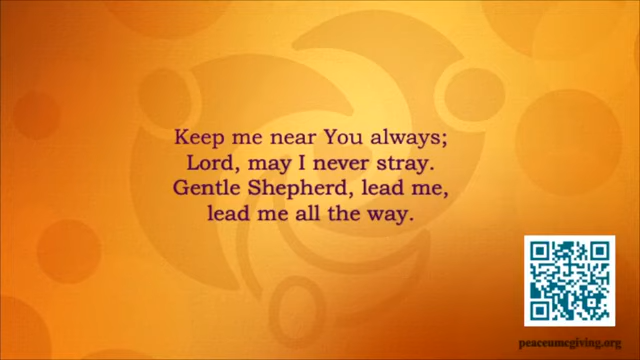 Keep me near You always;
Lord, may I never stray.
Gentle Shepherd, lead me,
lead me all the way.
peaceumcgiving.org